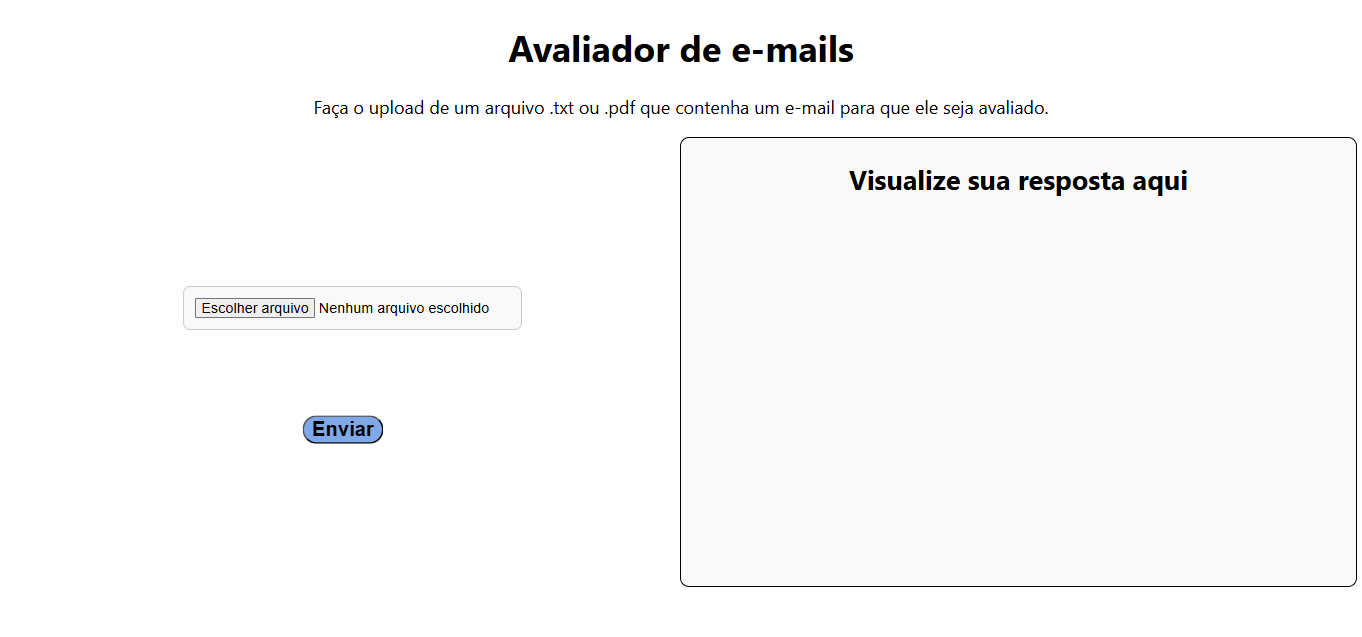 Avaliador de e-mails
Faça o upload de um arquivo .txt ou .pdf que contenha um e-mail para que ele seja avaliado.
Visualize sua resposta aqui
Escolher arquivo Nenhum arquivo escolhido
Enviar